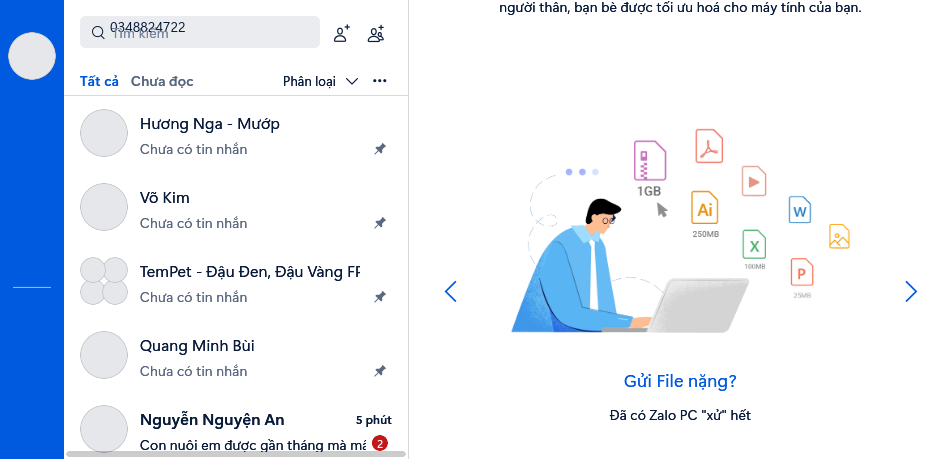 người thân, bạn bè được tối ưu hoá cho máy tính của bạn.
0348824722
Tìm kiếm
Tất cả Chưa đọc Phân loại
Hương Nga - Mướp
Chưa có tin nhắn
Võ Kim
Chưa có tin nhắn
TemPet - Đậu Đen, Đậu Vàng
Chưa có tin nhắn
Quang Minh Bùi
Chưa có tin nhắn
Nguyễn Nguyện An 5 phút
Con nuôi em được gần tháng mà 2
1GB
Ai
250MB
W
X
100MB
P
25MB
Gửi File nặng?
Đã có Zalo PC "xử" hết